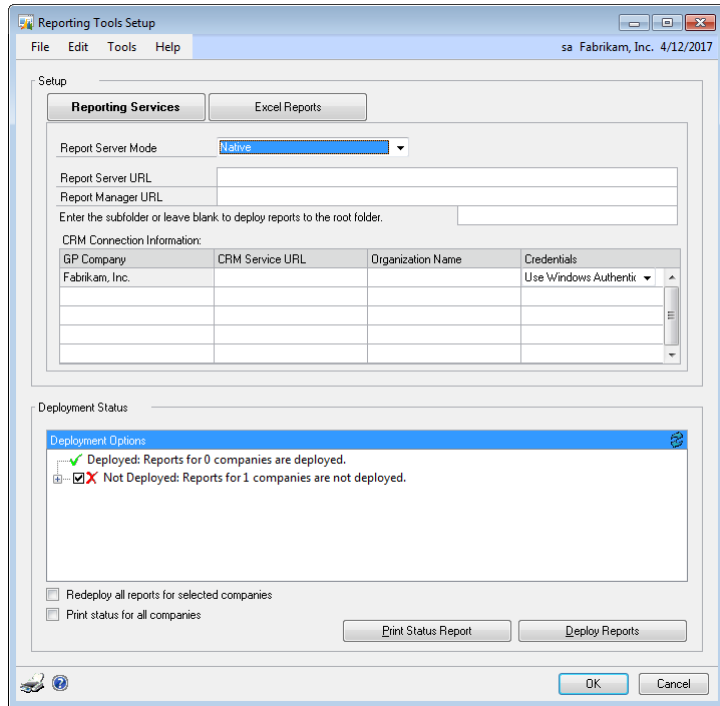 Reporting Tools Setup
File Edit Tools Help sa Fabrikam, Inc. 4/12/2017
Setup
Reporting Services Excel Reports
Report Server Mode Native
Report Server URL
Report Manager URL
Enter the subfolder or leave blank to deploy reports to the root folder.
CRM Connection Information:
GP Company CRM Service URL Organization Name Credentials
Fabrikam, Inc. Use Windows Authentic
Deployment Status
Deployment Options
Deployed: Reports for 0 companies are deployed.
Not Deployed: Reports for 1 companies are not deployed.
Redeploy all reports for selected companies
Print status for all companies
Print Status Report Deploy Reports
OK Cancel